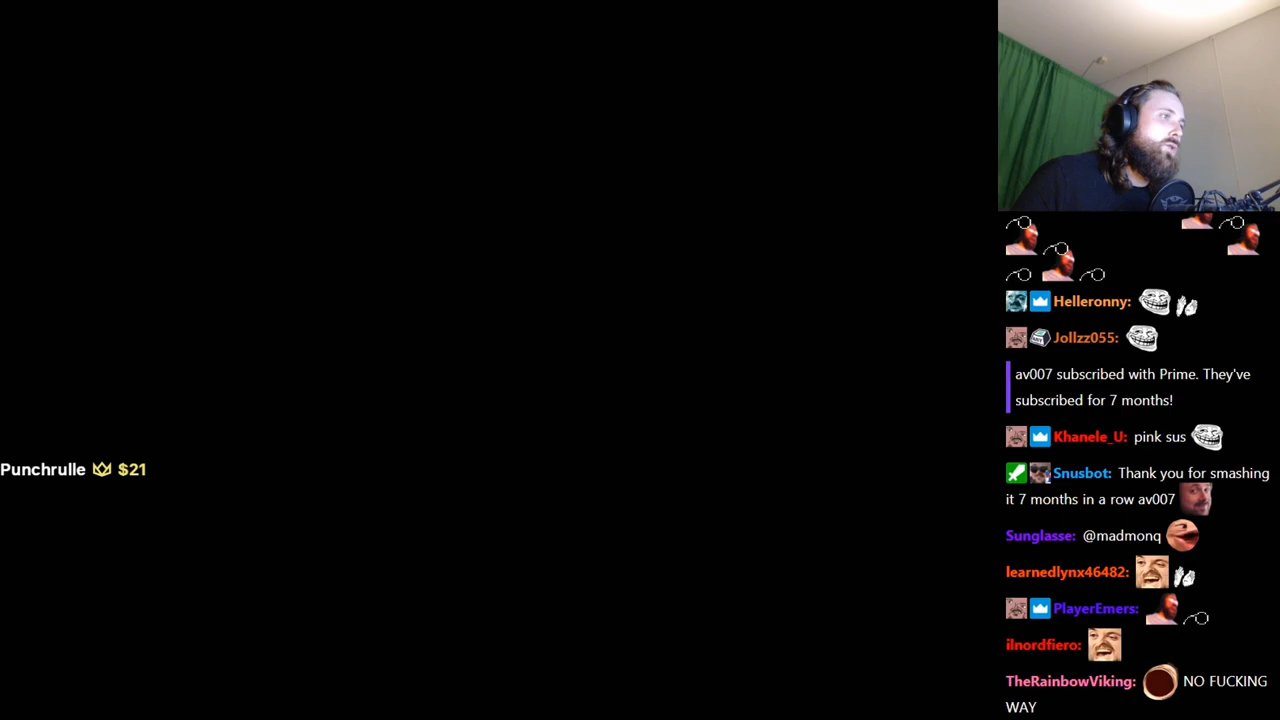 Helleronny:
Jollzz055:
av007 subscribed with Prime. They've
subscribed for 7 months!
Khanele_U: pink sus
Punchrulle $21
Snusbot: Thank you for smashing
it 7 months in a row av007
Sunglasse: @madmonq
learnedlynx46482:
PlayerEmers:
ilnordfiero:
TheRainbowViking: NO FUCKING
WAY